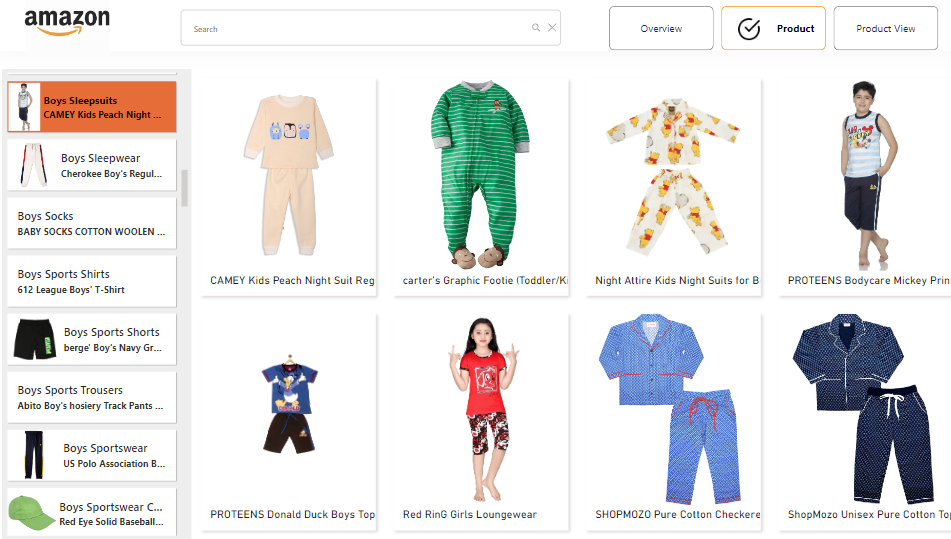 amazon
Search
Overview
Product
Product View
Boys Sleepsuits
CAMEY Kids Peach Night ...
Boys Sleepwear
Cherokee Boy's Regul...
Boys Socks
BABY SOCKS COTTON WOOLEN ...
Boys Sports Shirts
612 League Boys' T-Shirt
Boys Sports Shorts
berge' Boy's Navy Gr...
Boys Sports Trousers
Abito Boy's hosiery Track Pants ...
Boys Sportswear
US Polo Association B...
Boys Sportswear C...
Red Eye Solid Baseball...
CAMEY Kids Peach Night Suit Reg
carter's Graphic Footie (Toddler/Ki
Night Attire Kids Night Suits for B
PROTEENS Bodycare Mickey Prin
PROTEENS Donald Duck Boys Top
Red RinG Girls Loungewear
SHOPMOZO Pure Cotton Checkere
ShopMozo Unisex Pure Cotton Top